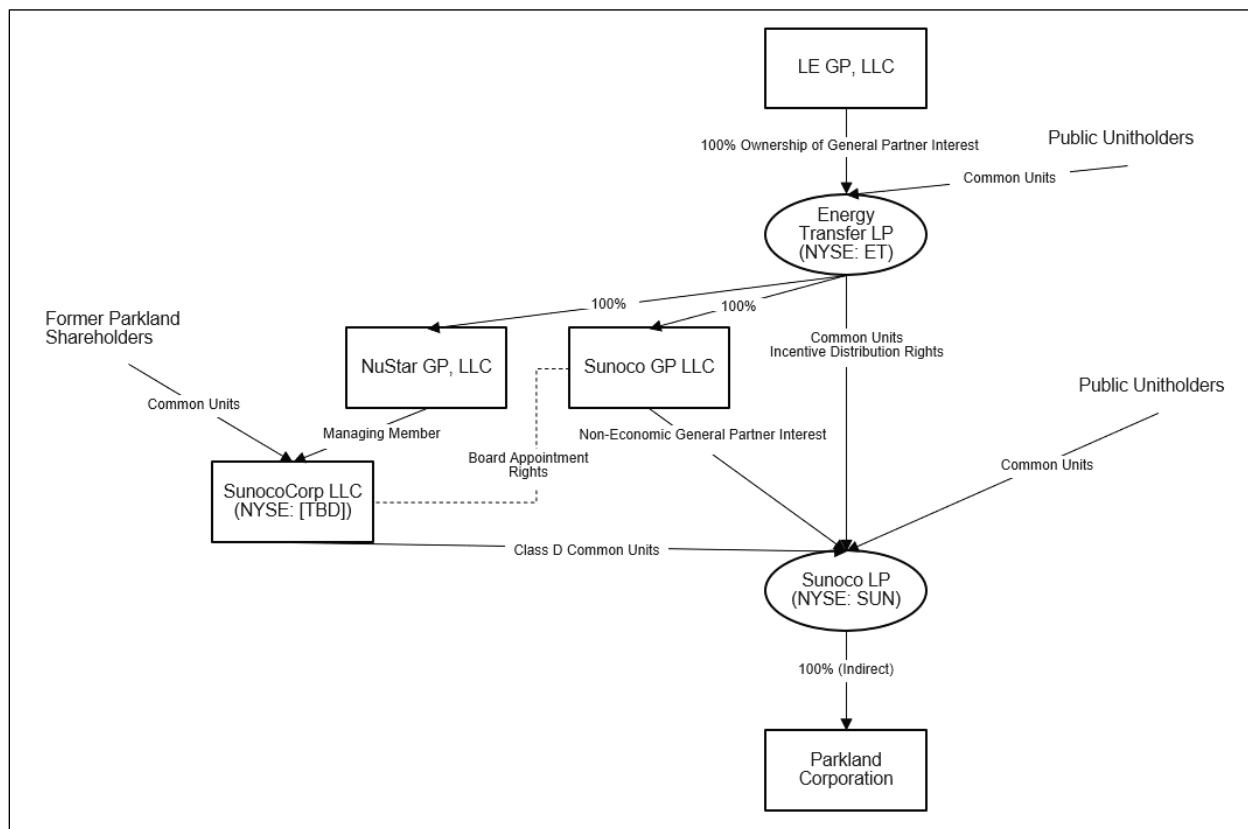 LE GP, LLC
100% Ownership of General Partner Interest
Public Unitholders
Common Units
Energy
Transfer LP
(NYSE: ET)
100%
100%
Former Parkland
Shareholders
Common Units
NuStar GP, LLC
Sunoco GP LLC
Common Units
Incentive Distribution Rights
Public Unitholders
Common Units
Managing Member
Board Appointment
Rights
Non-Economic General Partner Interest
SunocoCorp LLC
(NYSE: [TBD])
Class D Common Units
Sunoco LP
(NYSE: SUN)
100% (Indirect)
Parkland
Corporation